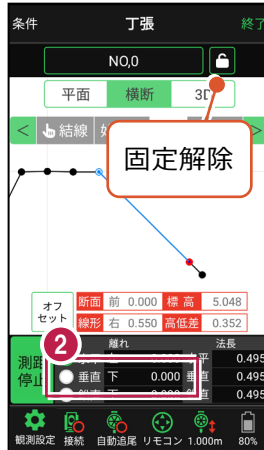 条件 丁張 終了
NO,0
平面 横断 3D
< 結線 >
固定解除
オフセット 断面 前 0.000 標高 5.048
線形 右 0.550 高低差 0.352
離れ 法長
2
測距停止 0.495
垂直 下 0.000 垂直 0.495
0.495
観測設定 接続 自動追尾 リモコン 1.000m 80%